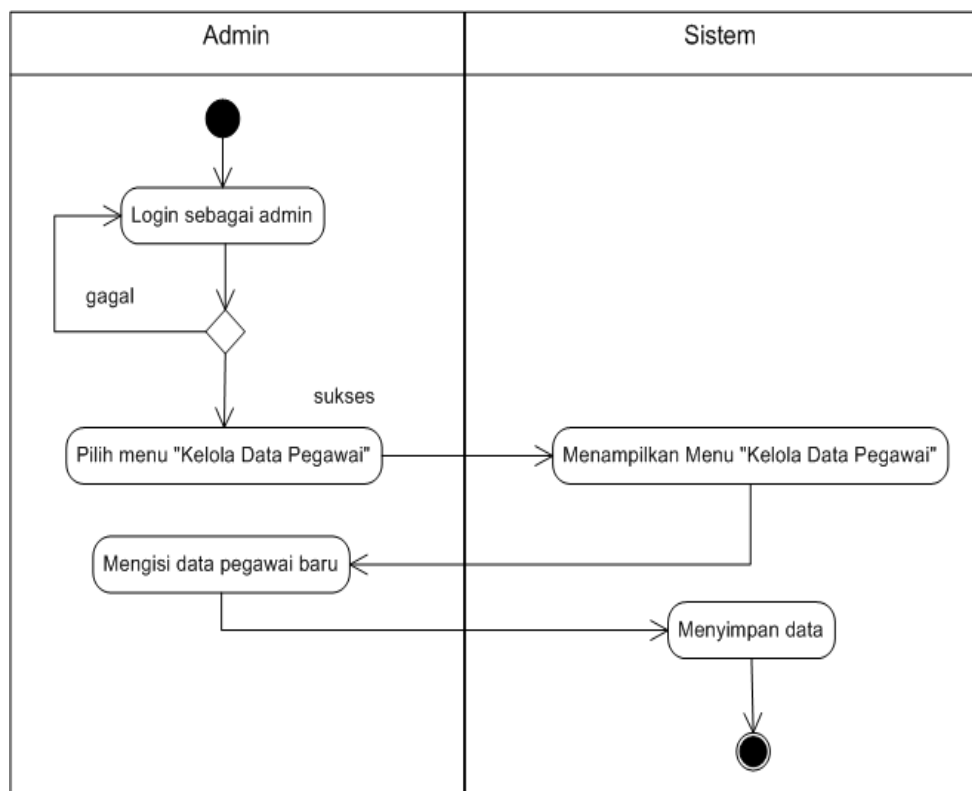 Admin
Sistem
Login sebagai admin
gagal
sukses
Pilih menu "Kelola Data Pegawai"
Menampilkan Menu "Kelola Data Pegawai"
Mengisi data pegawai baru
Menyimpan data